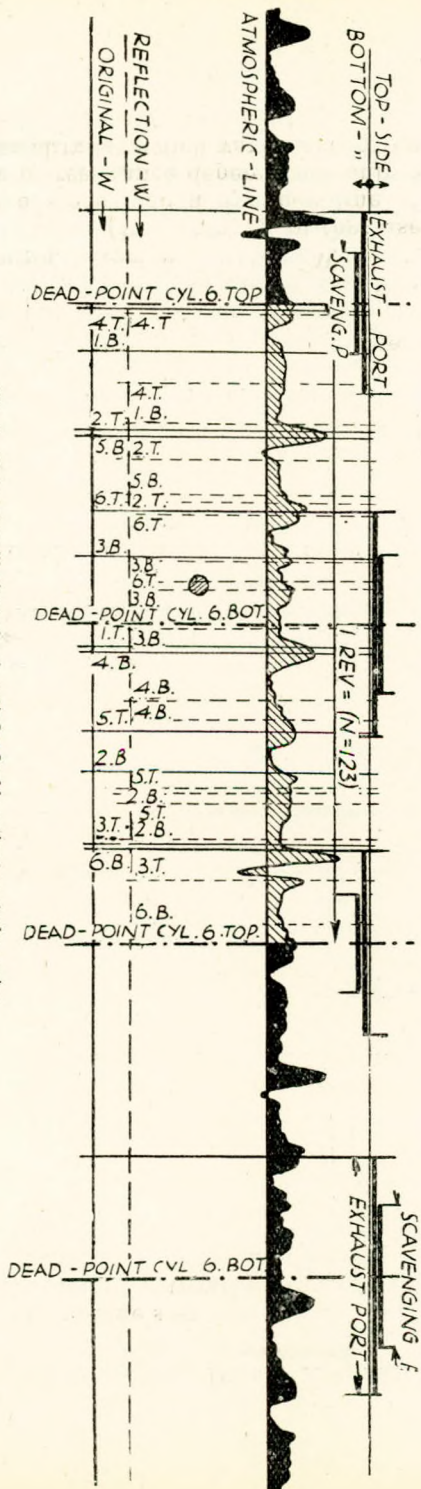 TOP-SIDE
BOTTOM- "
EXHAUST-PORT
SCAVENG.P
ATMOSPHERIC-LINE
REFLECTION-W
ORIGINAL-W
DEAD-POINT CYL.6.TOP
4.T. 4.T
1.B.
4.T.
1.B.
2.T.
5.B. 2.T.
5.B.
6.T. 2.T.
6.T.
3.B.
3.B.
6.T.
3.B.
DEAD-POINT CYL.6.BOT.
1.T. 3.B.
4.B.
1 REV= (N=123)
4.B.
5.T. 4.B.
2.B
5.T.
2.B.
5.T.
3.T. 2.B.
6.B. 3.T.
6.B.
DEAD-POINT CYL.6.TOP.
SCAVENGING P.
EXHAUST PORT
DEAD-POINT CYL 6.BOT.